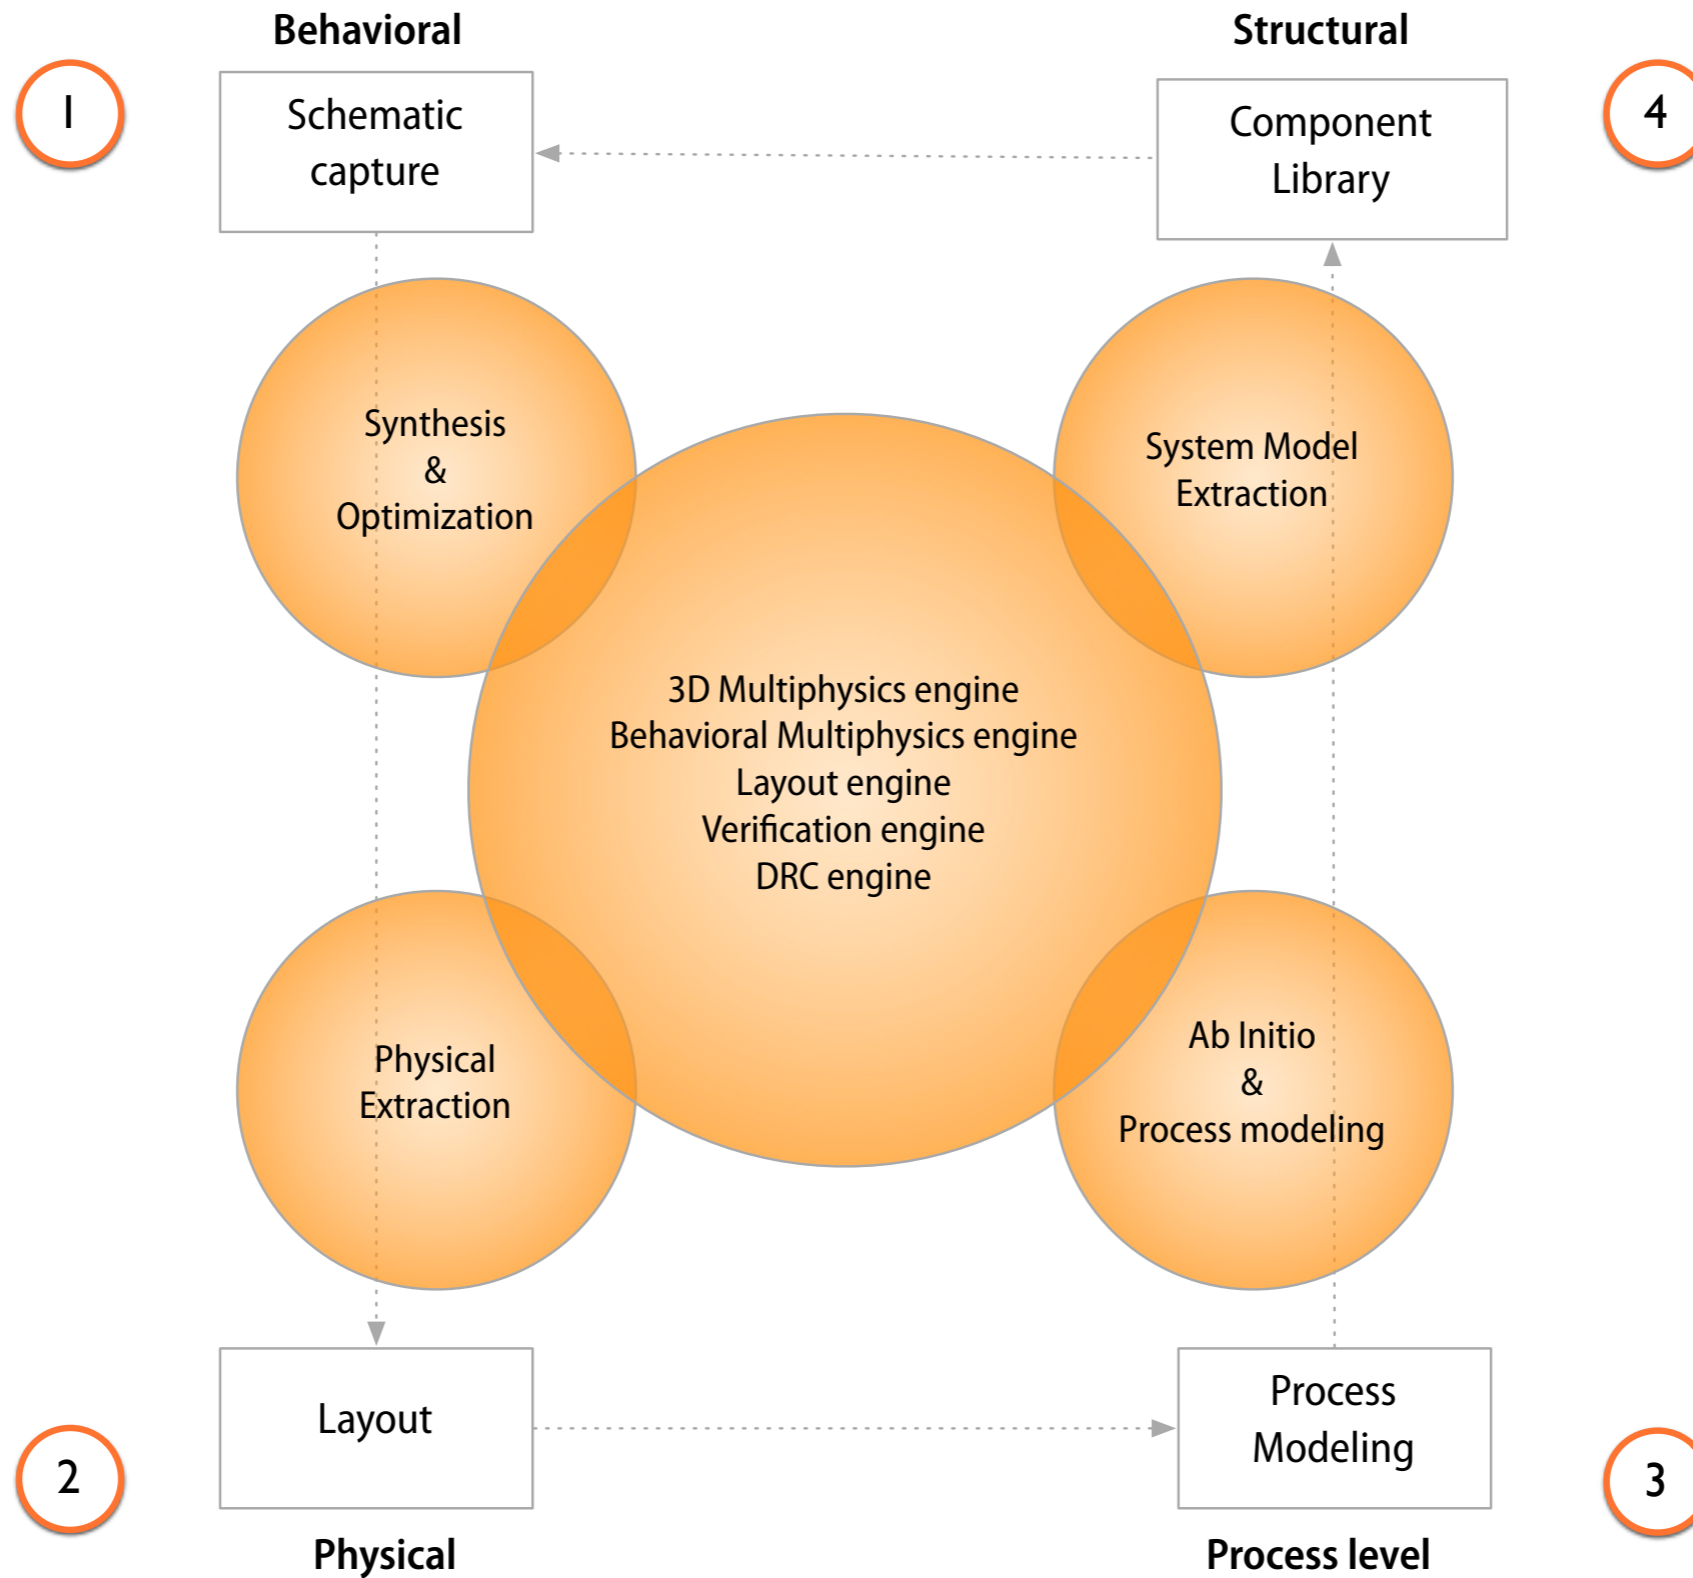 Behavioral
Structural
1
Schematic
capture
Component
Library
4
Synthesis
&
Optimization
System Model
Extraction
3D Multiphysics engine
Behavioral Multiphysics engine
Layout engine
Verification engine
DRC engine
Physical
Extraction
Ab Initio
&
Process modeling
2
Layout
Process
Modeling
3
Physical
Process level